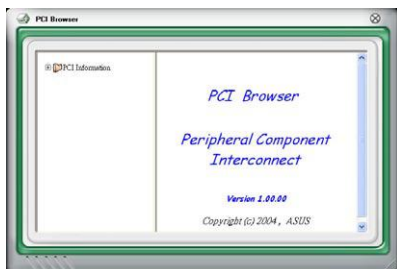 PCI Browser
PCI Information
PCI Browser
Peripheral Component
Interconnect
Version 1.00.00
Copyright (c) 2004, ASUS